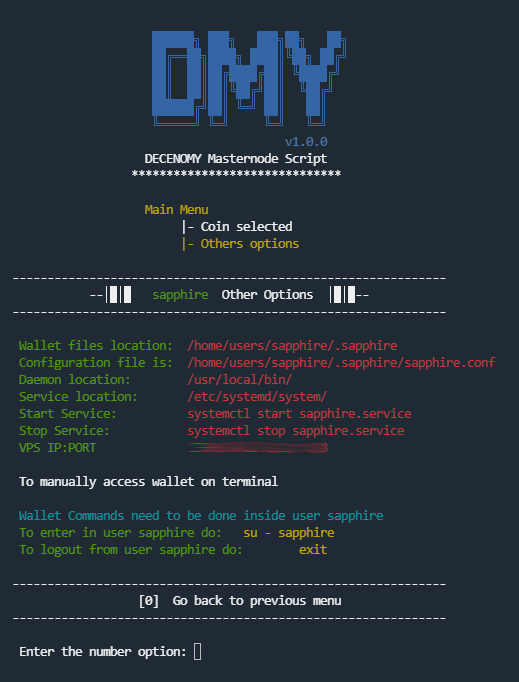 DMY
v1.0.0
DECENOMY Masternode Script
******************************
Main Menu
|- Coin selected
|- Others options
--------------------------------------------------------------
--| | sapphire Other Options | |--
--------------------------------------------------------------
Wallet files location: /home/users/sapphire/.sapphire
Configuration file is: /home/users/sapphire/.sapphire/sapphire.conf
Daemon location: /usr/local/bin/
Service location: /etc/systemd/system/
Start Service: systemctl start sapphire.service
Stop Service: systemctl stop sapphire.service
VPS IP:PORT
To manually access wallet on terminal
Wallet Commands need to be done inside user sapphire
To enter in user sapphire do: su - sapphire
To logout from user sapphire do: exit
--------------------------------------------------------------
[0] Go back to previous menu
--------------------------------------------------------------
Enter the number option: